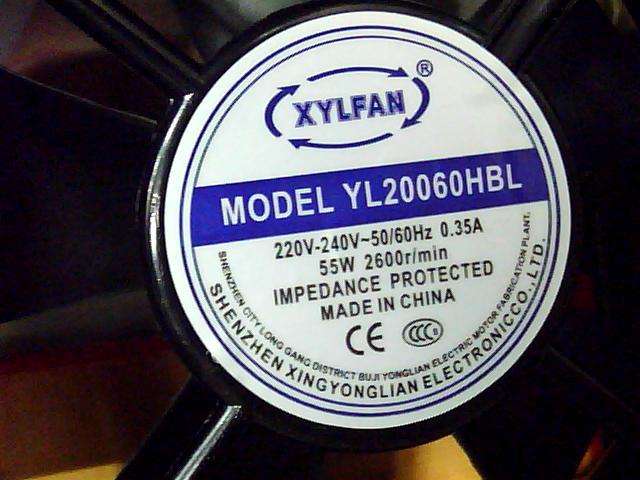 XYLFAN ®
MODEL YL20060HBL
220V-240V~50/60Hz 0.35A
55W 2600r/min
IMPEDANCE PROTECTED
MADE IN CHINA
CE CCC
SHENZHEN CITY LONG GANG DISTRICT BUJI YONGLIAN ELECTRIC MOTOR FABRICATION PLANT.
SHENZHEN XINGYONGLIAN ELECTRONICCO.,LTD.